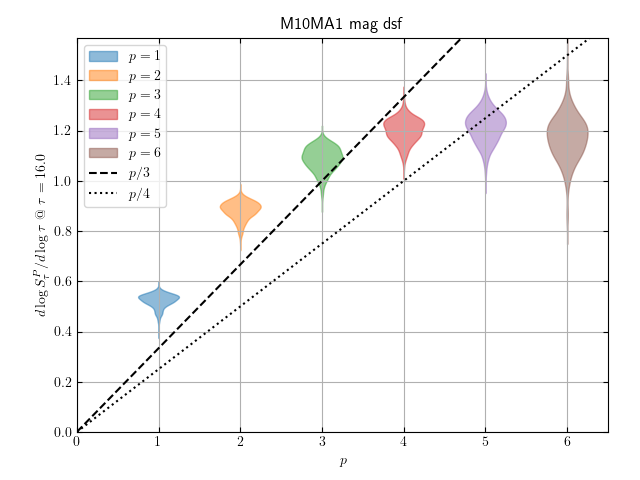 M10MA1 mag dsf
p = 1
p = 2
p = 3
p = 4
p = 5
p = 6
p/3
p/4
d log S_τ^P / d log τ @ τ = 16.0
1.4
1.2
1.0
0.8
0.6
0.4
0.2
0.0
0 1 2 3 4 5 6
p